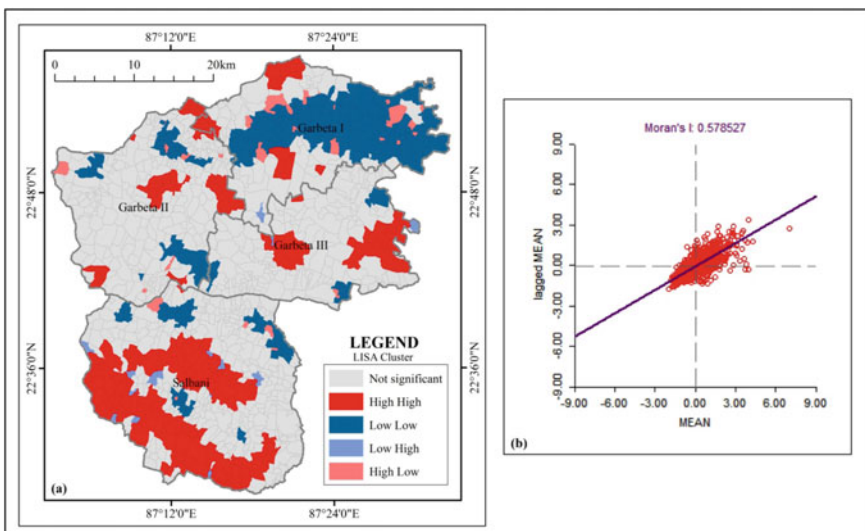 87°12'0"E 87°24'0"E
0 10 20km
Garbeta I
22°48'0"N
Garbeta II
Garbeta III
22°36'0"N
Salbani
LEGEND
LISA Cluster
Not significant
High High
Low Low
Low High
High Low
(a)
87°12'0"E 87°24'0"E
22°48'0"N
22°36'0"N
Moran's I: 0.578527
lagged MEAN
9.00
6.00
3.00
0.00
-3.00
-6.00
-9.00
-9.00 -6.00 -3.00 0.00 3.00 6.00 9.00
MEAN
(b)